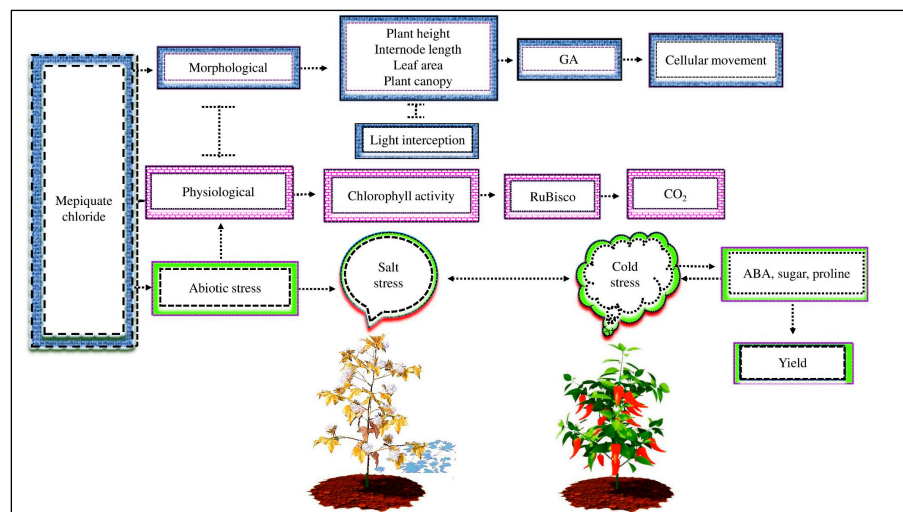 Mepiquate
chloride
Morphological
Plant height
Internode length
Leaf area
Plant canopy
GA
Cellular movement
Light interception
Physiological
Chlorophyll activity
RuBisco
CO₂
Abiotic stress
Salt
stress
Cold
stress
ABA, sugar, proline
Yield